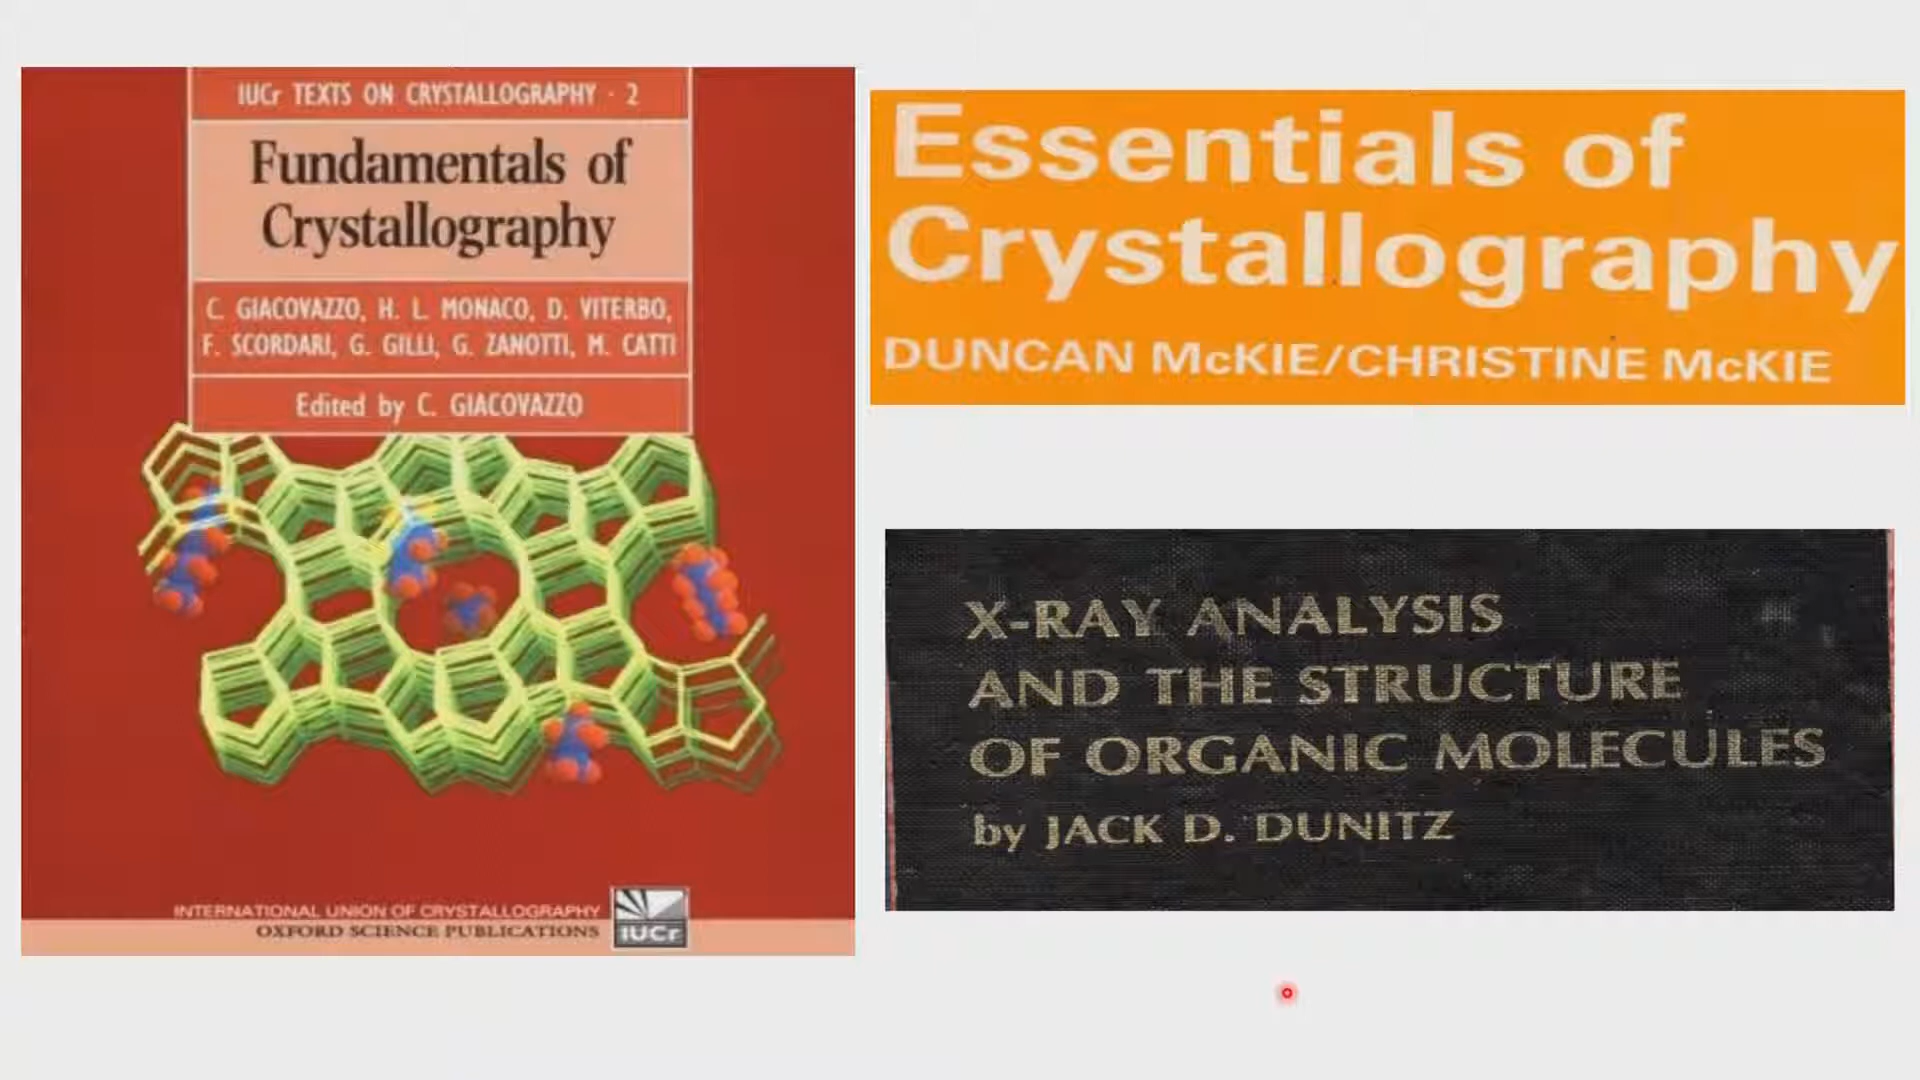 IUCr TEXTS ON CRYSTALLOGRAPHY · 2
Fundamentals of
Crystallography
C. GIACOVAZZO, H. L. MONACO, D. VITERBO,
F. SCORDARI, G. GILLI, G. ZANOTTI, M. CATTI
Edited by C. GIACOVAZZO
INTERNATIONAL UNION OF CRYSTALLOGRAPHY
OXFORD SCIENCE PUBLICATIONS
IUCr
Essentials of
Crystallography
DUNCAN McKIE/CHRISTINE McKIE
X-RAY ANALYSIS
AND THE STRUCTURE
OF ORGANIC MOLECULES
by JACK D. DUNITZ